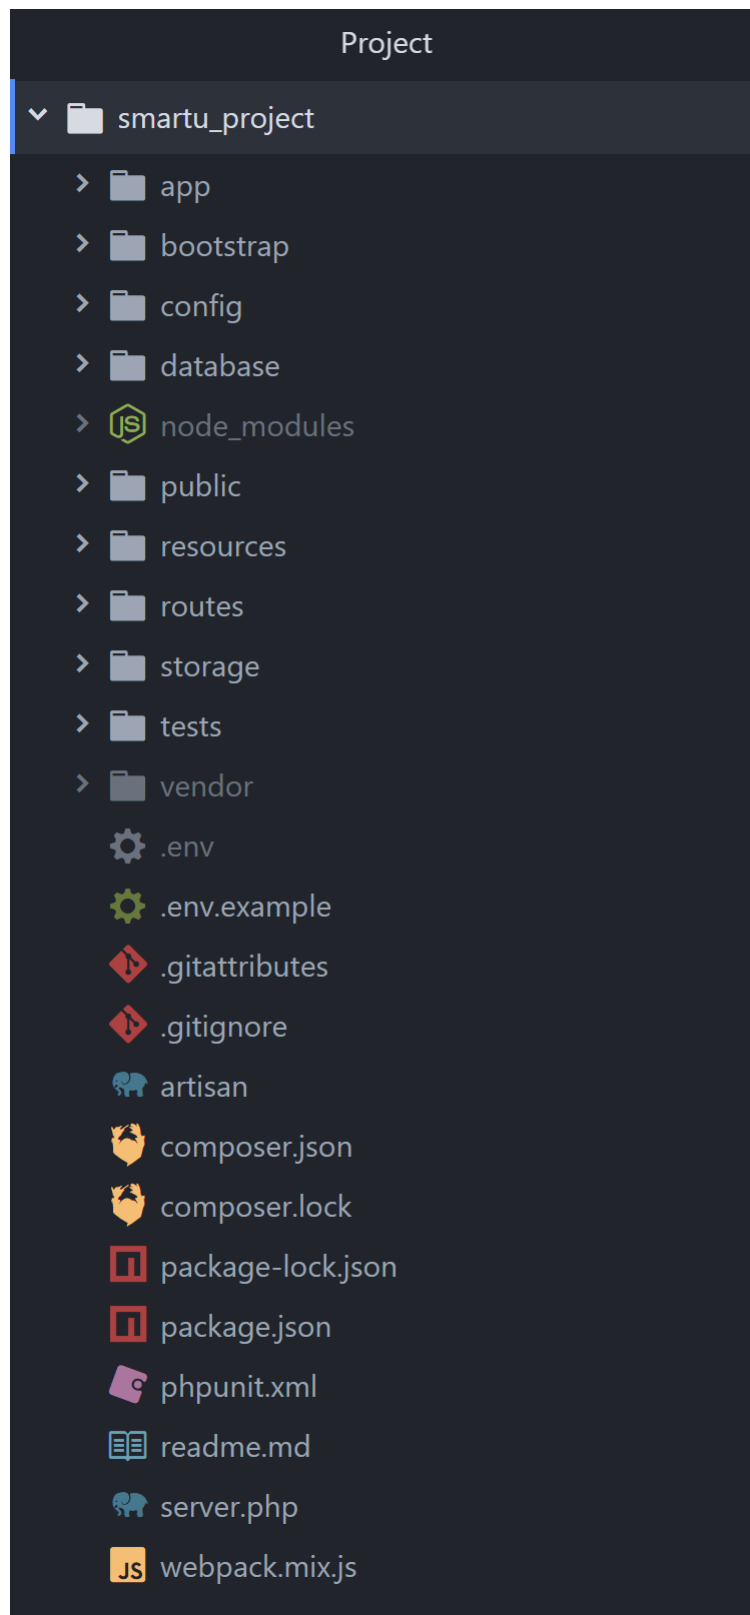 Project
smartu_project
app
bootstrap
config
database
node_modules
public
resources
routes
storage
tests
vendor
.env
.env.example
.gitattributes
.gitignore
artisan
composer.json
composer.lock
package-lock.json
package.json
phpunit.xml
readme.md
server.php
JS webpack.mix.js